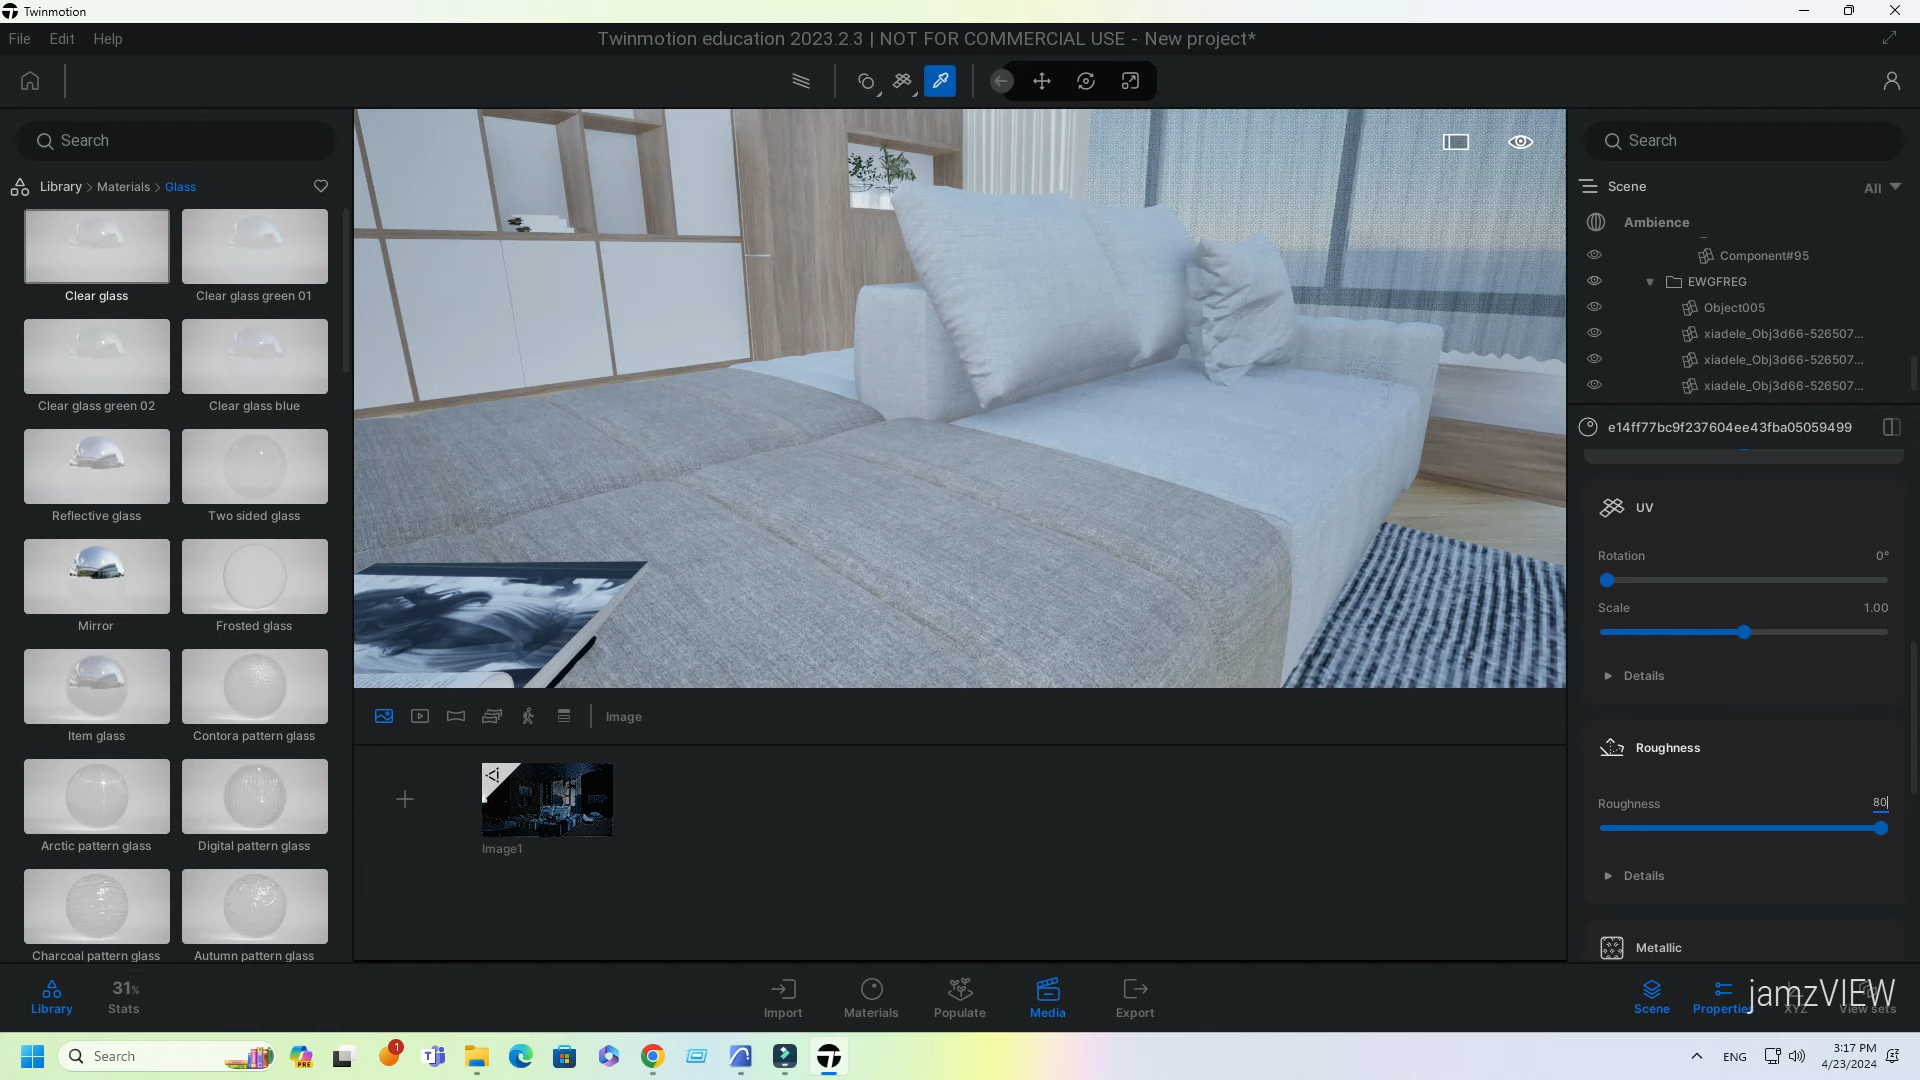 Twinmotion
File Edit Help
Twinmotion education 2023.2.3 | NOT FOR COMMERCIAL USE - New project*
Search
Library > Materials > Glass
Clear glass
Clear glass green 01
Clear glass green 02
Clear glass blue
Reflective glass
Two sided glass
Mirror
Frosted glass
Item glass
Contora pattern glass
Arctic pattern glass
Digital pattern glass
Charcoal pattern glass
Autumn pattern glass
Image
Image1
Search
Scene
All
Ambience
Component#95
EWGFREG
Object005
xiadele_Obj3d66-526507...
xiadele_Obj3d66-526507...
xiadele_Obj3d66-526507...
e14ff77bc9f237604ee43fba05059499
UV
Rotation 0°
Scale 1.00
Details
Roughness
Roughness 80
Details
Metallic
Library
31%
Stats
Import
Materials
Populate
Media
Export
Scene
Properties
XYZ
View sets
jamzVIEW
Search
PRE
1
ENG
3:17 PM
4/23/2024